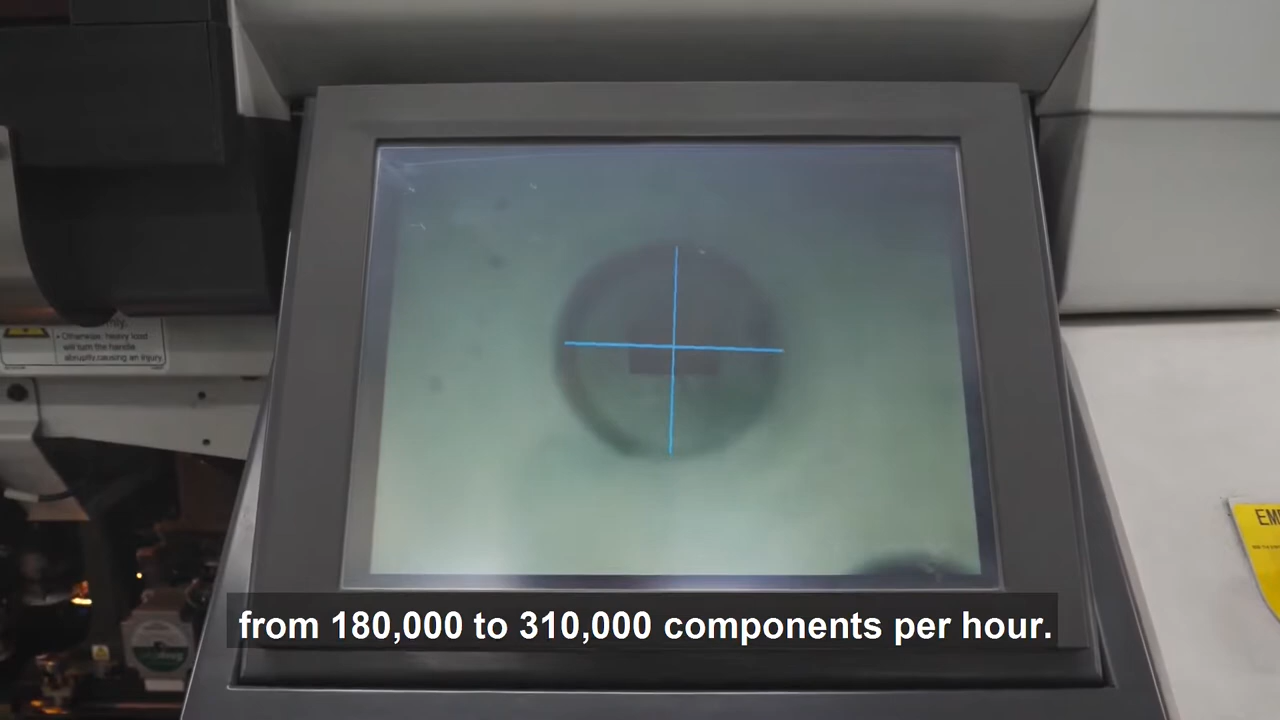 • Otherwise, heavy load
will turn the handle
abruptly, causing an injury.
EM
from 180,000 to 310,000 components per hour.